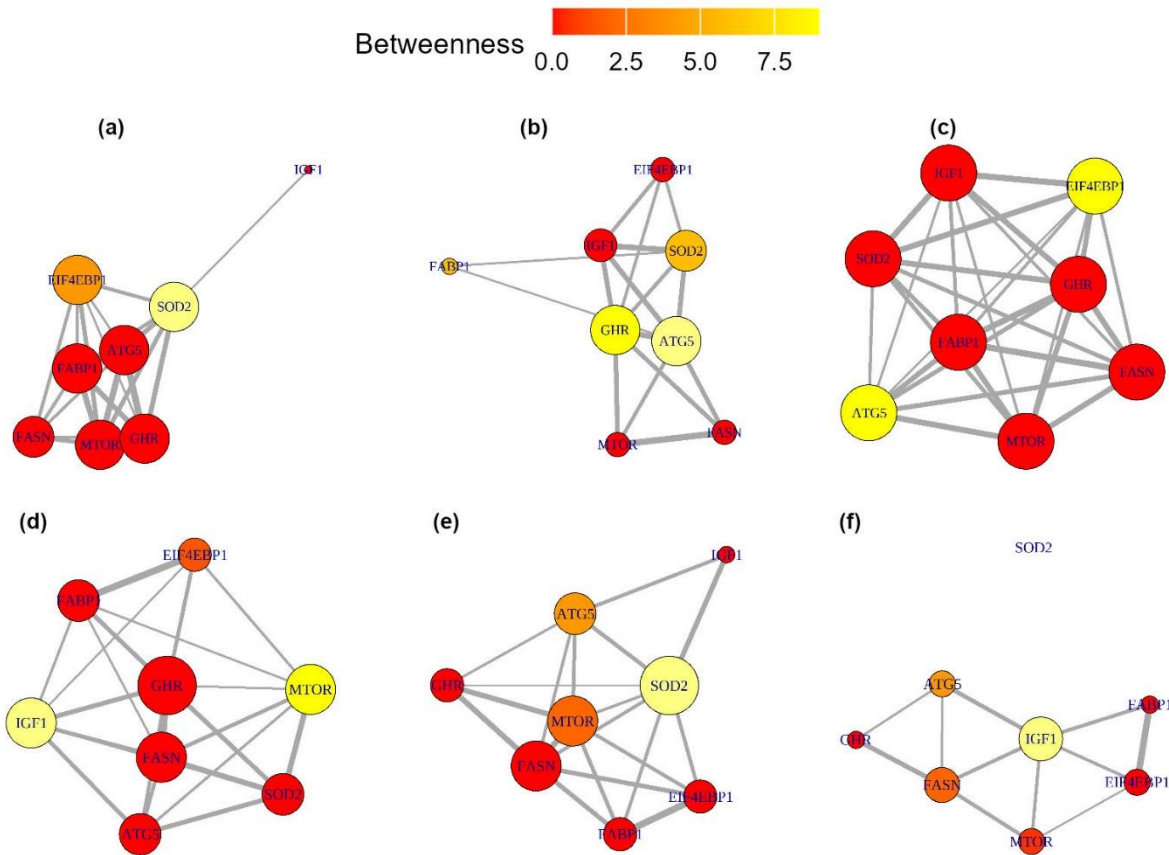 Betweenness
0.0 2.5 5.0 7.5
(a)
IGF1
EIF4EBP1
SOD2
ATG5
FABP1
FASN
MTOR
GHR
(b)
EIF4EBP1
IGF1
SOD2
FABP1
GHR
ATG5
MTOR
FASN
(c)
IGF1
EIF4EBP1
SOD2
GHR
FABP1
FASN
ATG5
MTOR
(d)
EIF4EBP1
FABP1
GHR
MTOR
IGF1
FASN
SOD2
ATG5
(e)
IGF1
ATG5
GHR
SOD2
MTOR
FASN
EIF4EBP1
FABP1
(f)
SOD2
ATG5
FABP1
GHR
IGF1
FASN
EIF4EBP1
MTOR